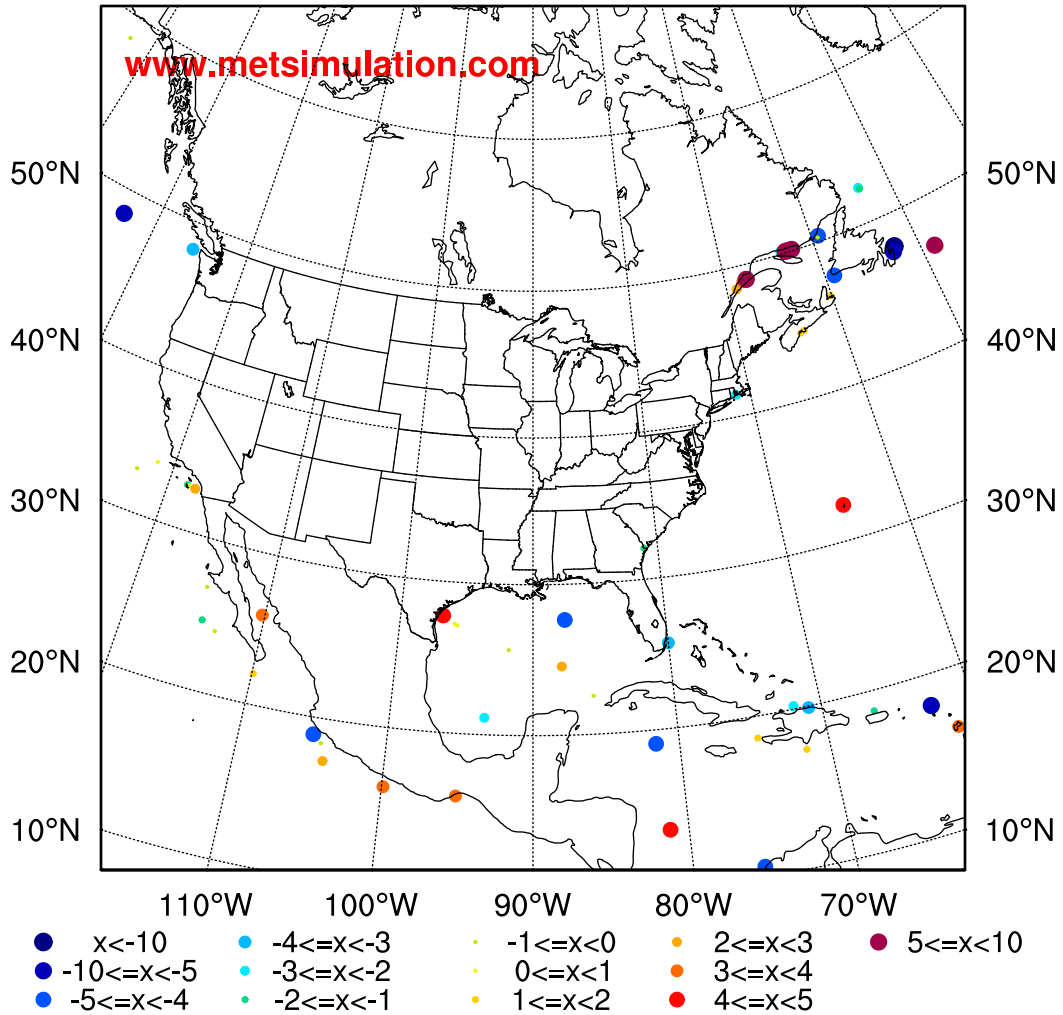 www.metsimulation.com
50°N 50°N
40°N 40°N
30°N 30°N
20°N 20°N
10°N 10°N
110°W 100°W 90°W 80°W 70°W
x<-10 -4<=x<-3 -1<=x<0 2<=x<3 5<=x<10
-10<=x<-5 -3<=x<-2 0<=x<1 3<=x<4
-5<=x<-4 -2<=x<-1 1<=x<2 4<=x<5